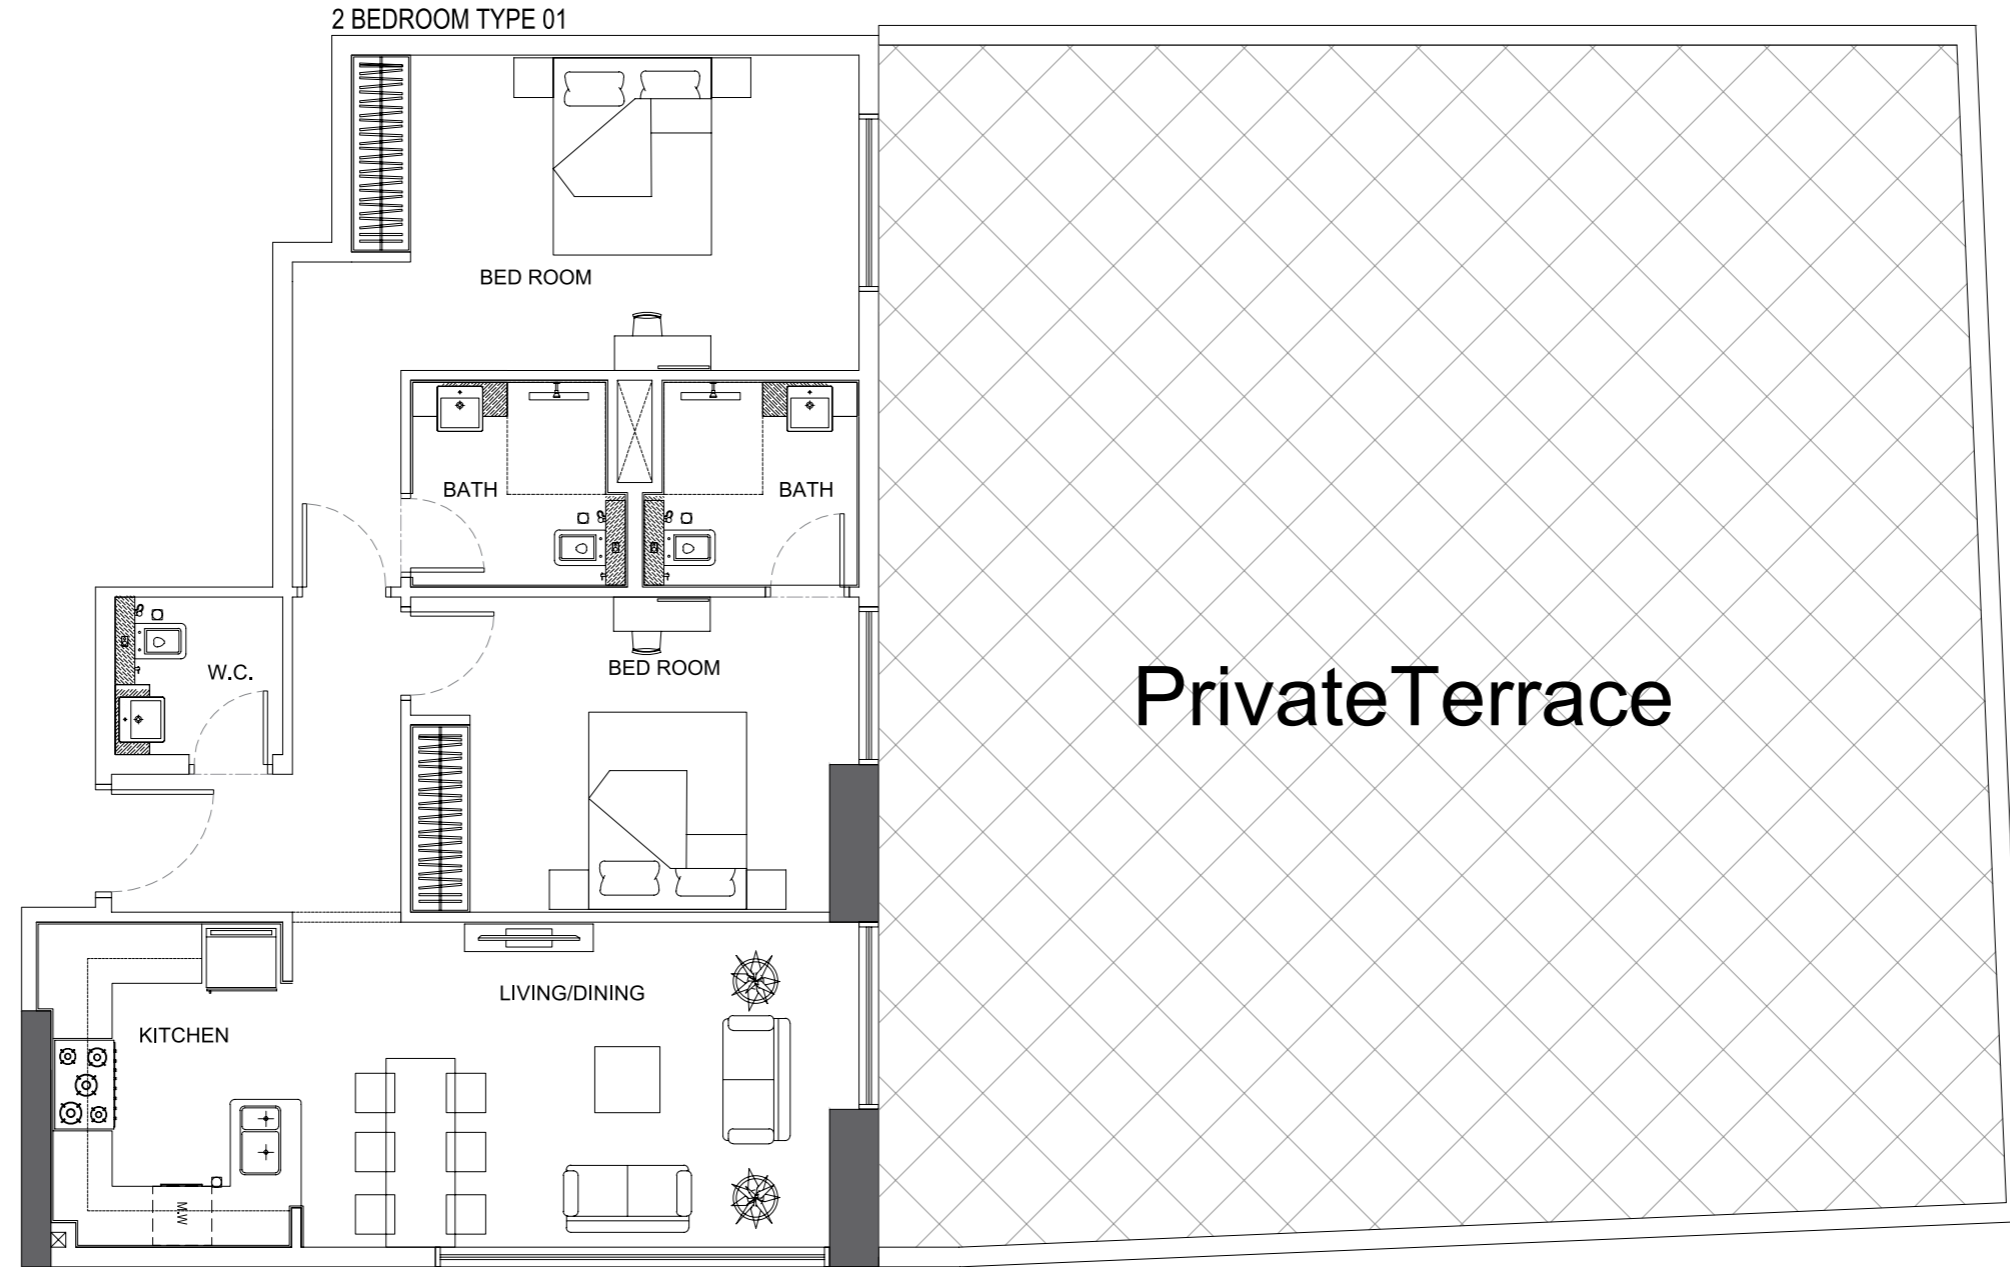 2 BEDROOM TYPE 01
BED ROOM
BATH
BATH
W.C.
BED ROOM
PrivateTerrace
LIVING/DINING
KITCHEN
M.W